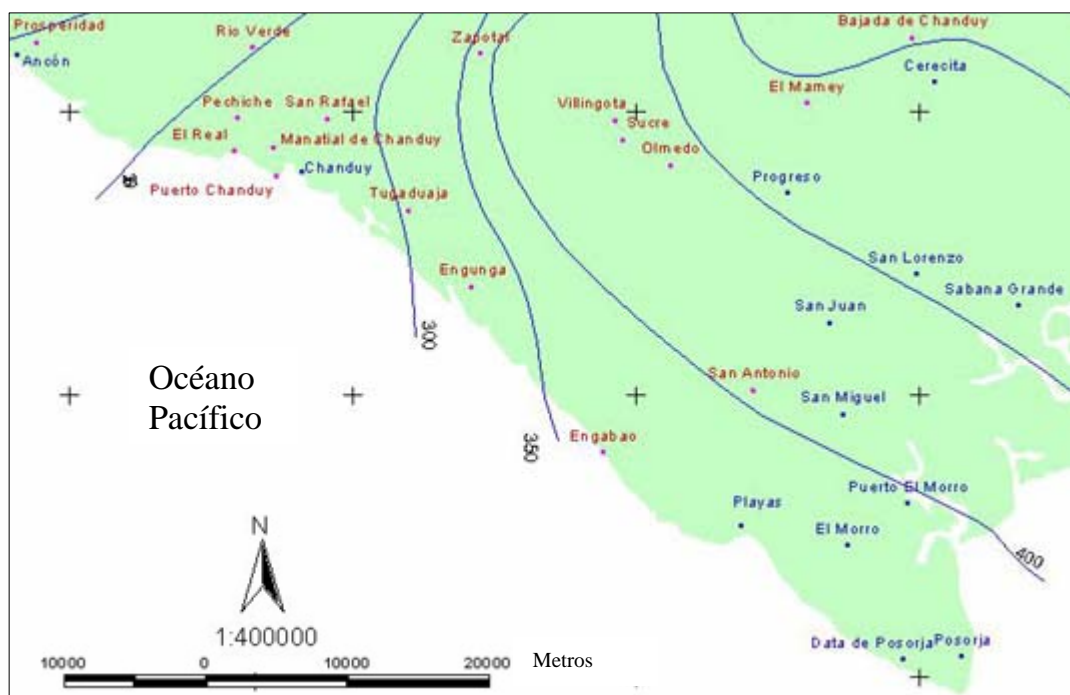 Prosperidad
Rio Verde
Zapotal
Bajada de Chanduy
Ancón
Cerecita
El Mamey
Pechiche
San Rafael
Villingota
Sucre
El Real
Manatial de Chanduy
Olmedo
Chanduy
Puerto Chanduy
Tugaduaja
Progreso
San Lorenzo
Engunga
Sabana Grande
San Juan
300
Océano
Pacífico
San Antonio
San Miguel
350
Engabao
Puerto El Morro
Playas
El Morro
400
N
1:400000
Data de Posorja
Posorja
10000 0 10000 20000 Metros